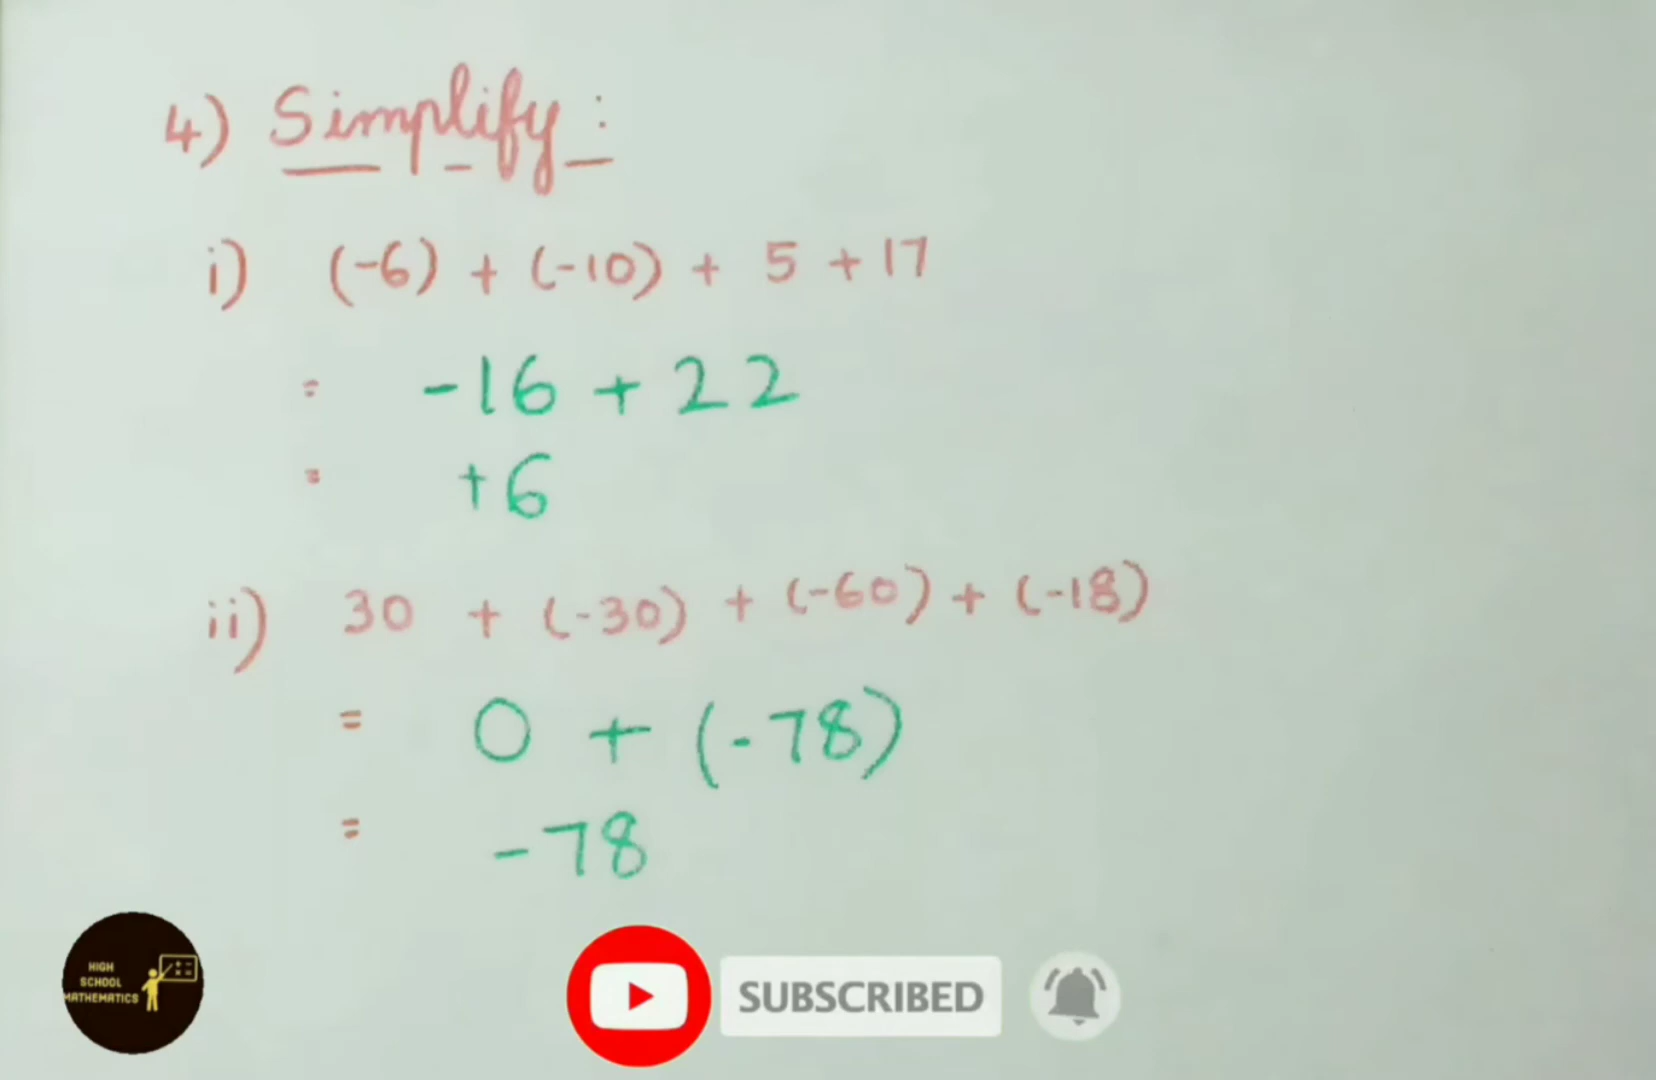 4) Simplify:
i) (-6) + (-10) + 5 + 17
= -16 + 22
= +6
ii) 30 + (-30) + (-60) + (-18)
= 0 + (-78)
= -78
HIGH
SCHOOL
MATHEMATICS
SUBSCRIBED